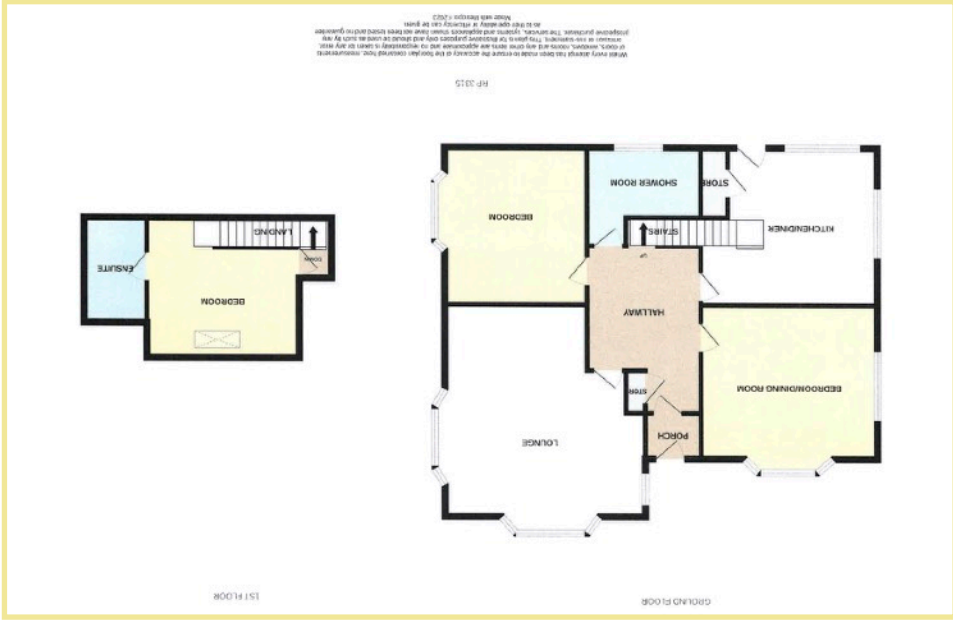 GROUND FLOOR
1ST FLOOR
PORCH
LOUNGE
BEDROOM/DINING ROOM
STOR
HALLWAY
KITCHEN/DINER
STAIRS
STORE
SHOWER ROOM
BEDROOM
BEDROOM
ENSUITE
DOWN
LANDING
RP 3315
Whilst every attempt has been made to ensure the accuracy of the floorplan contained here, measurements
of doors, windows, rooms and any other items are approximate and no responsibility is taken for any error,
omission or mis-statement. This plan is for illustrative purposes only and should be used as such by any
prospective purchaser. The services, systems and appliances shown have not been tested and no guarantee
as to their operability or efficiency can be given.
Made with Metropix ©2023